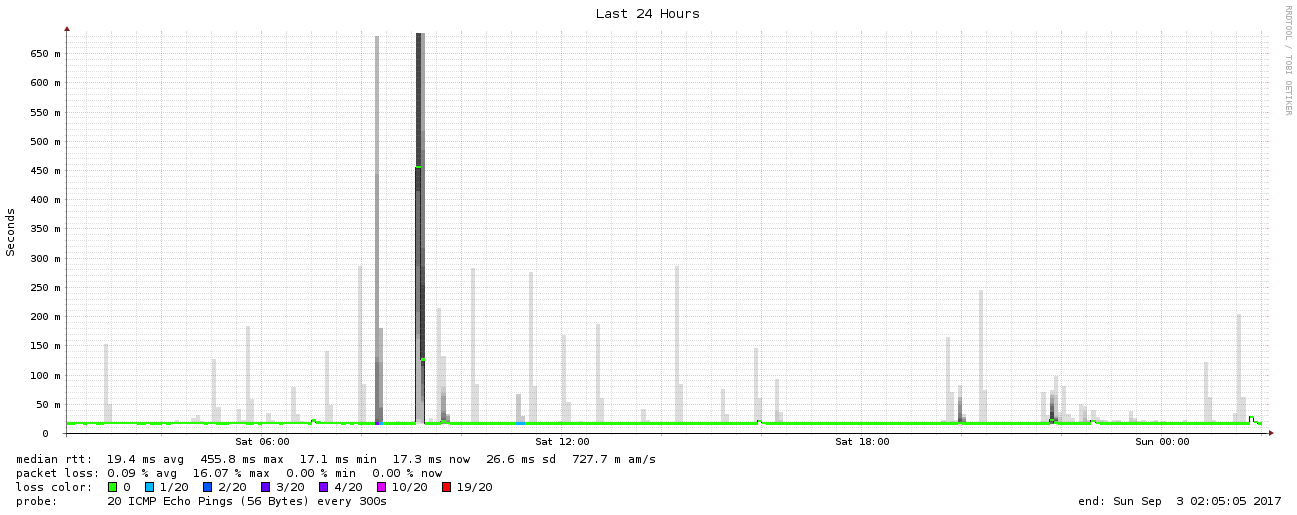 Last 24 Hours
RRDTOOL / TOBI OETIKER
Seconds
650 m
600 m
550 m
500 m
450 m
400 m
350 m
300 m
250 m
200 m
150 m
100 m
50 m
0
Sat 06:00 Sat 12:00 Sat 18:00 Sun 00:00
median rtt: 19.4 ms avg 455.8 ms max 17.1 ms min 17.3 ms now 26.6 ms sd 727.7 m am/s
packet loss: 0.09 % avg 16.07 % max 0.00 % min 0.00 % now
loss color: 0 1/20 2/20 3/20 4/20 10/20 19/20
probe: 20 ICMP Echo Pings (56 Bytes) every 300s end: Sun Sep 3 02:05:05 2017